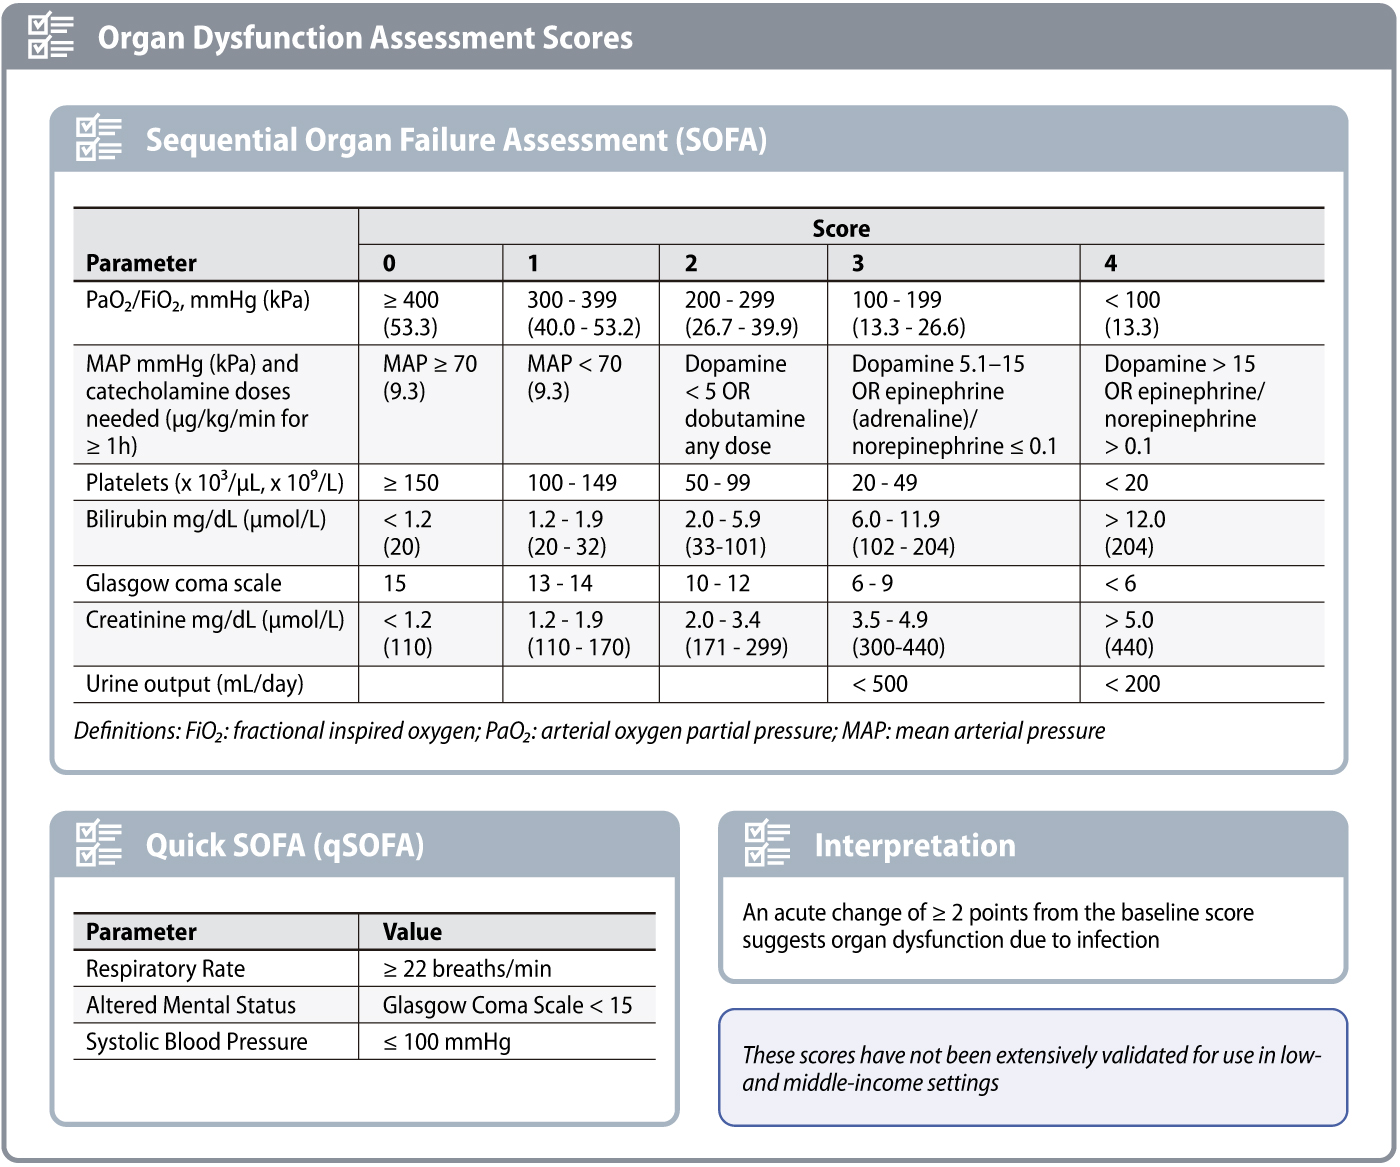 Organ Dysfunction Assessment Scores
Sequential Organ Failure Assessment (SOFA)
Score
Parameter 0 1 2 3 4
PaO₂/FiO₂, mmHg (kPa) ≥ 400 300 - 399 200 - 299 100 - 199 < 100
(53.3) (40.0 - 53.2) (26.7 - 39.9) (13.3 - 26.6) (13.3)
MAP mmHg (kPa) and MAP ≥ 70 MAP < 70 Dopamine Dopamine 5.1–15 Dopamine > 15
catecholamine doses (9.3) (9.3) < 5 OR OR epinephrine OR epinephrine/
needed (µg/kg/min for dobutamine (adrenaline)/ norepinephrine
≥ 1h) any dose norepinephrine ≤ 0.1 > 0.1
Platelets (x 10³/µL, x 10⁹/L) ≥ 150 100 - 149 50 - 99 20 - 49 < 20
Bilirubin mg/dL (µmol/L) < 1.2 1.2 - 1.9 2.0 - 5.9 6.0 - 11.9 > 12.0
(20) (20 - 32) (33-101) (102 - 204) (204)
Glasgow coma scale 15 13 - 14 10 - 12 6 - 9 < 6
Creatinine mg/dL (µmol/L) < 1.2 1.2 - 1.9 2.0 - 3.4 3.5 - 4.9 > 5.0
(110) (110 - 170) (171 - 299) (300-440) (440)
Urine output (mL/day) < 500 < 200
Definitions: FiO₂: fractional inspired oxygen; PaO₂: arterial oxygen partial pressure; MAP: mean arterial pressure
Quick SOFA (qSOFA)
Parameter Value
Respiratory Rate ≥ 22 breaths/min
Altered Mental Status Glasgow Coma Scale < 15
Systolic Blood Pressure ≤ 100 mmHg
Interpretation
An acute change of ≥ 2 points from the baseline score
suggests organ dysfunction due to infection
These scores have not been extensively validated for use in low-
and middle-income settings